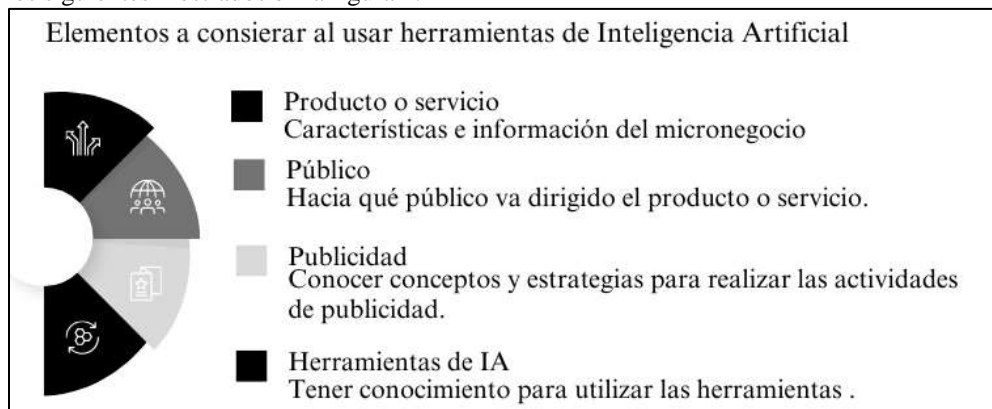 Elementos a consierar al usar herramientas de Inteligencia Artificial
Producto o servicio
Características e información del micronegocio
Público
Hacia qué público va dirigido el producto o servicio.
Publicidad
Conocer conceptos y estrategias para realizar las actividades
de publicidad.
Herramientas de IA
Tener conocimiento para utilizar las herramientas .